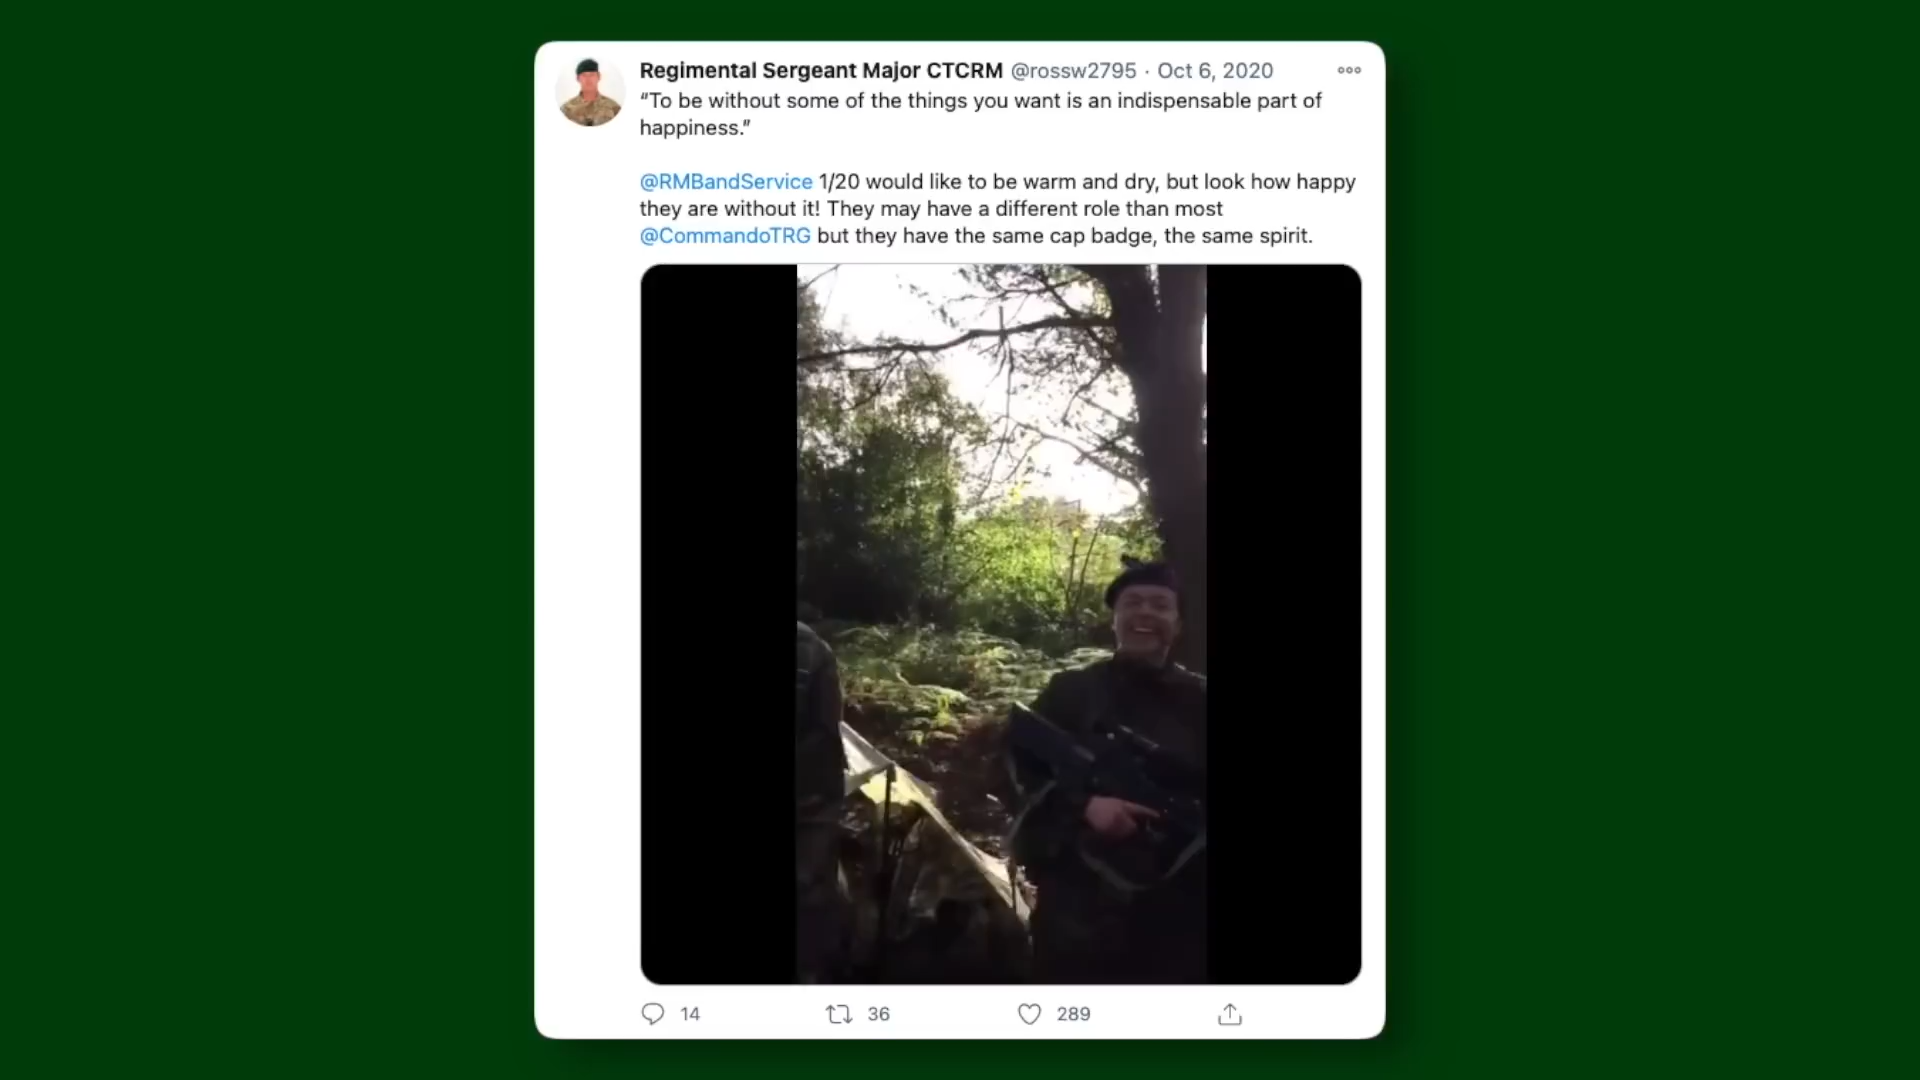 Regimental Sergeant Major CTCRM @rossw2795 · Oct 6, 2020
“To be without some of the things you want is an indispensable part of
happiness.”
@RMBandService 1/20 would like to be warm and dry, but look how happy
they are without it! They may have a different role than most
@CommandoTRG but they have the same cap badge, the same spirit.
14 36 289